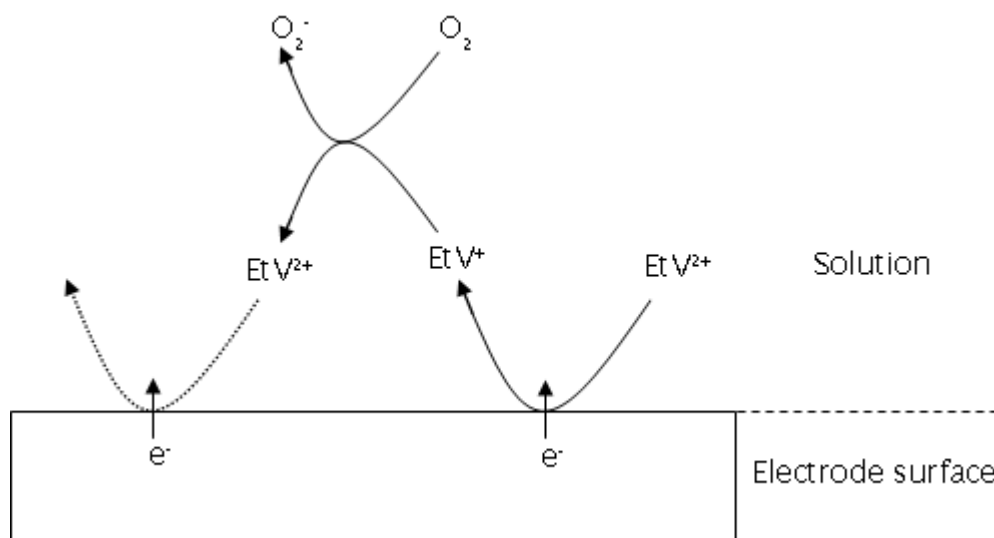 O₂⁻ O₂
Et V²⁺ Et V⁺ Et V²⁺ Solution
e⁻ e⁻ Electrode surface